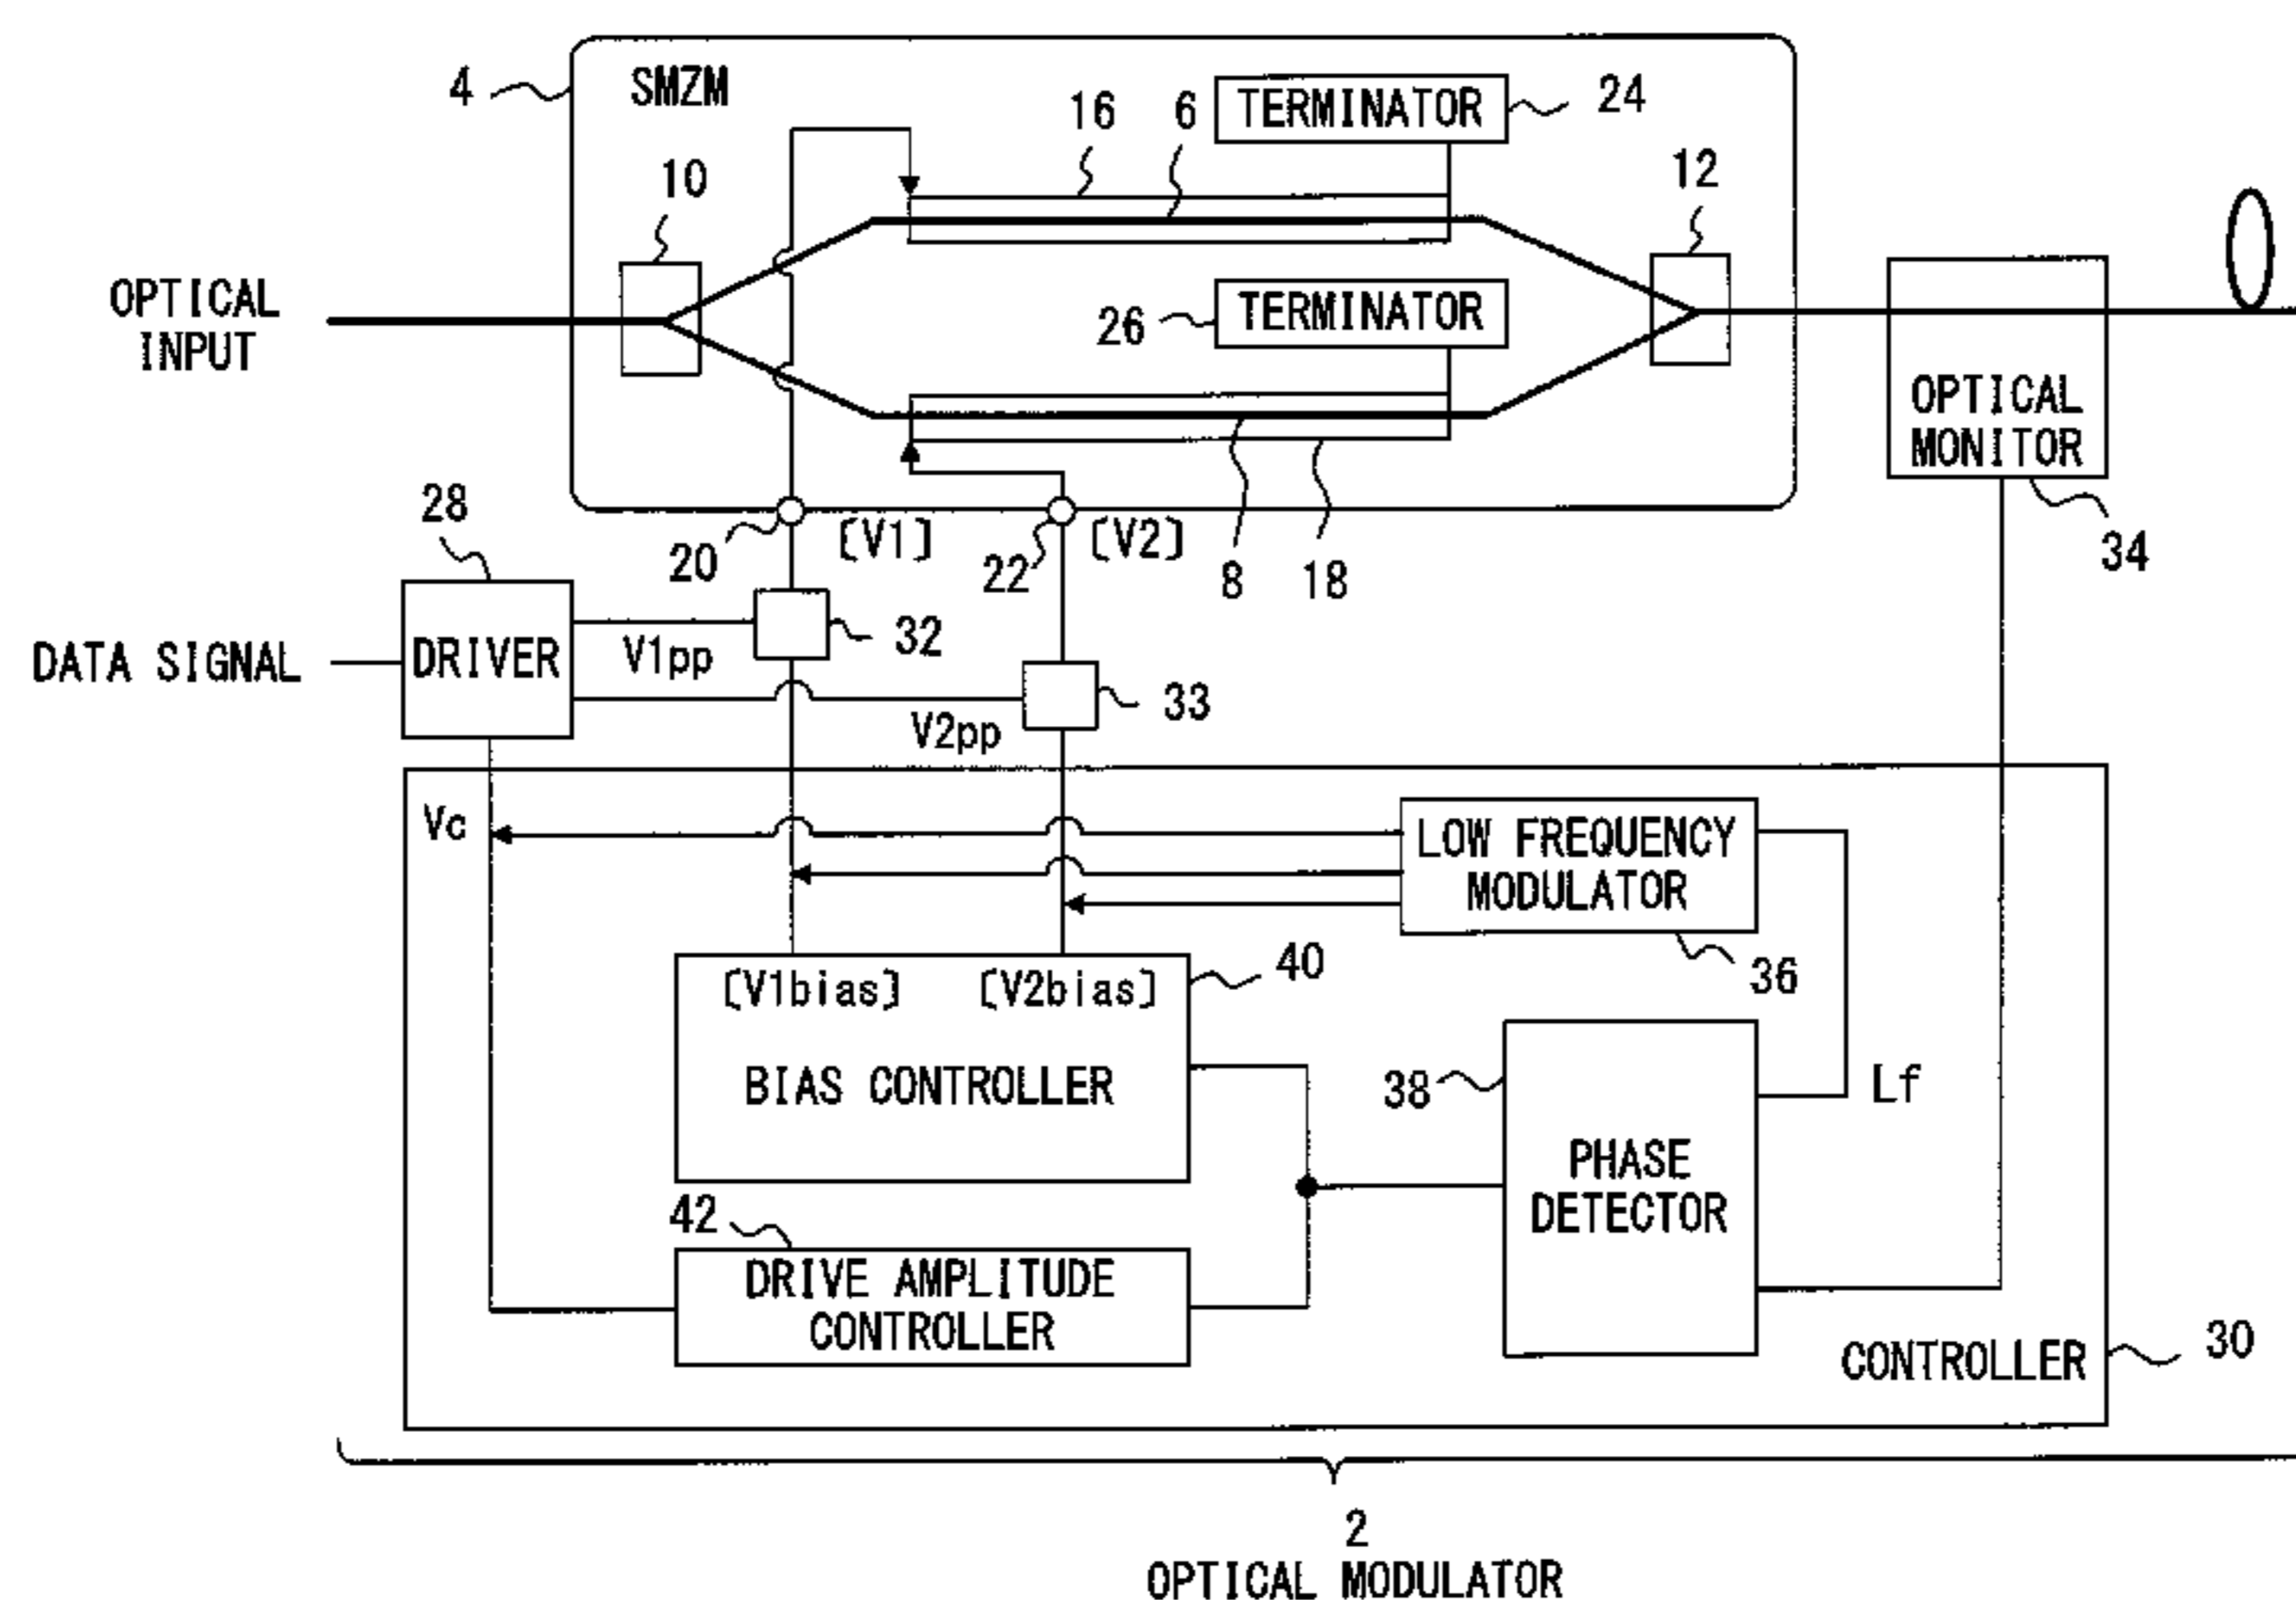 4
SMZM
16
6
TERMINATOR
24
10
12
OPTICAL
INPUT
26
TERMINATOR
OPTICAL
MONITOR
28
20
[V1]
22
[V2]
8
18
34
DATA SIGNAL
DRIVER
V1pp
32
V2pp
33
Vc
LOW FREQUENCY
MODULATOR
36
[V1bias]
[V2bias]
40
BIAS CONTROLLER
38
Lf
PHASE
DETECTOR
42
DRIVE AMPLITUDE
CONTROLLER
CONTROLLER
30
2
OPTICAL MODULATOR